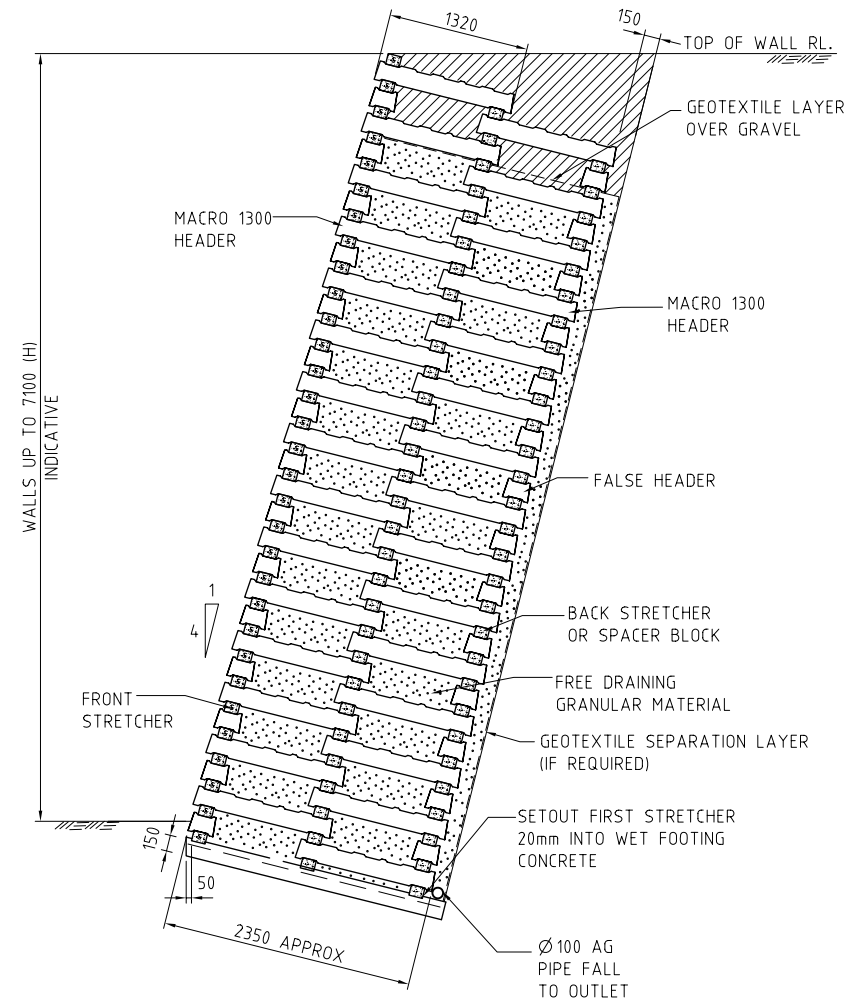 1320
150
TOP OF WALL RL.
GEOTEXTILE LAYER
OVER GRAVEL
MACRO 1300
HEADER
MACRO 1300
HEADER
WALLS UP TO 7100 (H)
INDICATIVE
FALSE HEADER
1
4
BACK STRETCHER
OR SPACER BLOCK
FREE DRAINING
GRANULAR MATERIAL
FRONT
STRETCHER
GEOTEXTILE SEPARATION LAYER
(IF REQUIRED)
SETOUT FIRST STRETCHER
20mm INTO WET FOOTING
CONCRETE
150
50
2350 APPROX
Ø100 AG
PIPE FALL
TO OUTLET